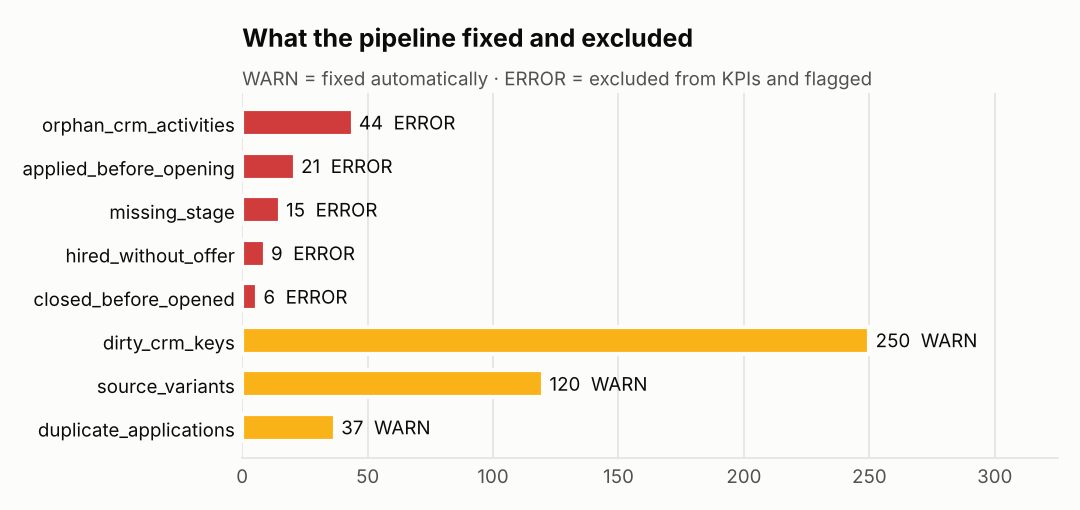 What the pipeline fixed and excluded
WARN = fixed automatically · ERROR = excluded from KPIs and flagged
orphan_crm_activities 44 ERROR
applied_before_opening 21 ERROR
missing_stage 15 ERROR
hired_without_offer 9 ERROR
closed_before_opened 6 ERROR
dirty_crm_keys 250 WARN
source_variants 120 WARN
duplicate_applications 37 WARN
0 50 100 150 200 250 300